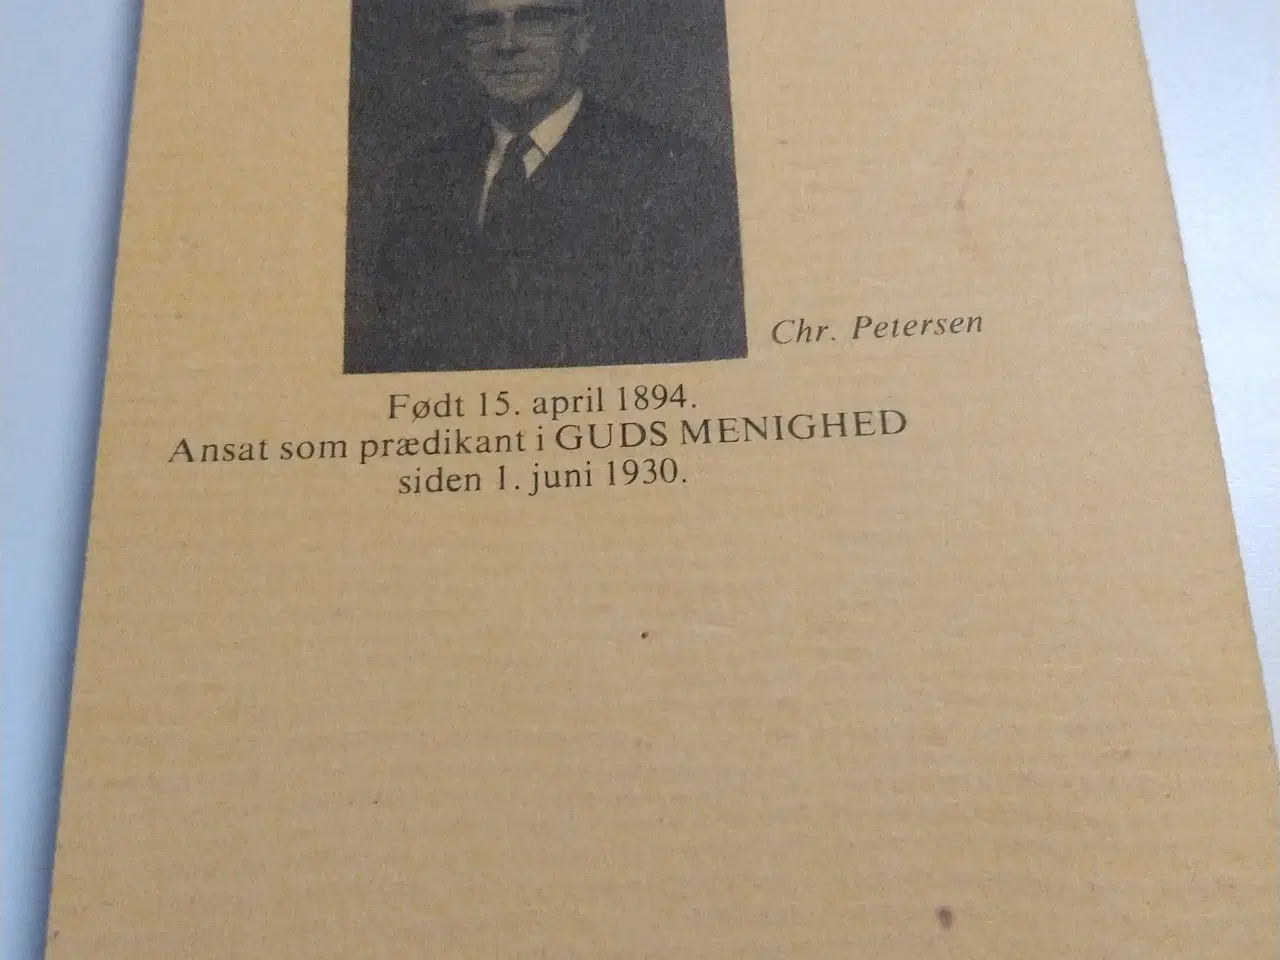 Chr. Petersen
Født 15. april 1894.
Ansat som prædikant i GUDS MENIGHED
siden 1. juni 1930.